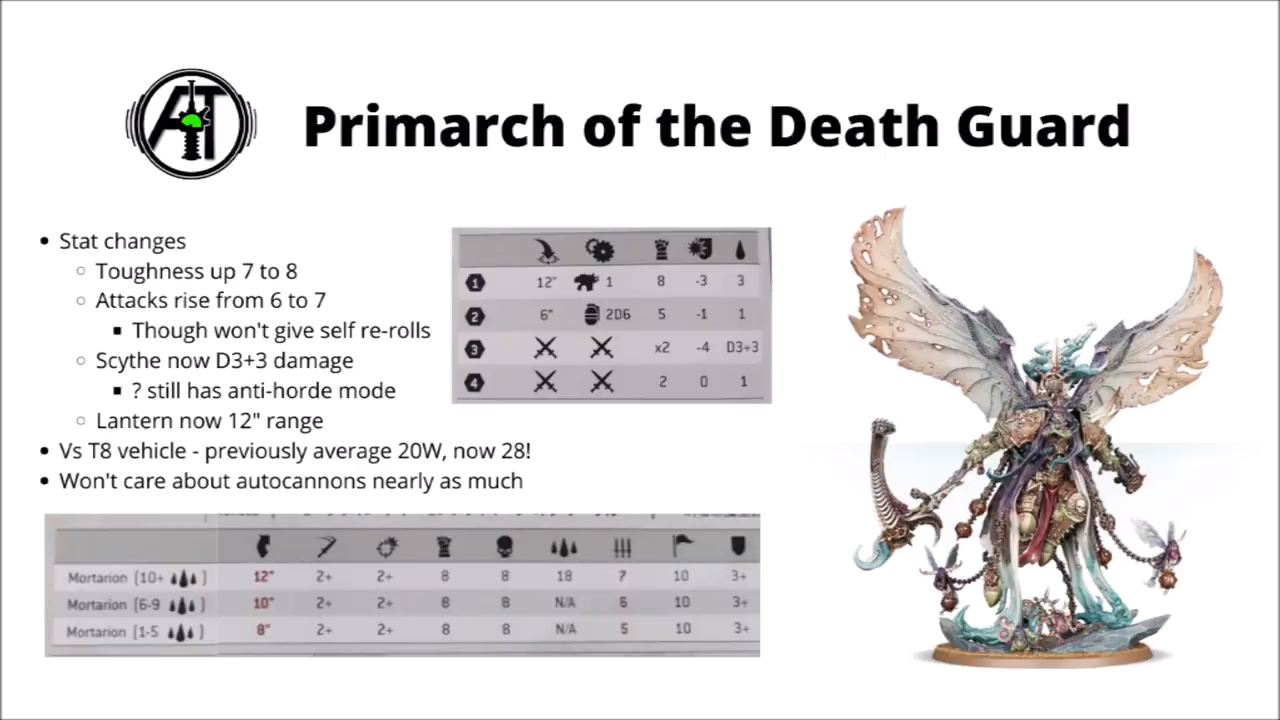 AT
Primarch of the Death Guard
• Stat changes
○ Toughness up 7 to 8
○ Attacks rise from 6 to 7
▪ Though won't give self re-rolls
○ Scythe now D3+3 damage
▪ ? still has anti-horde mode
○ Lantern now 12" range
• Vs T8 vehicle - previously average 20W, now 28!
• Won't care about autocannons nearly as much
1 12" 1 8 -3 3
2 6" 2D6 5 -1 1
3 x2 -4 D3+3
4 2 0 1
Mortarion [10+ ] 12" 2+ 2+ 8 8 18 7 10 3+
Mortarion [6-9 ] 10" 2+ 2+ 8 8 N/A 6 10 3+
Mortarion [1-5 ] 8" 2+ 2+ 8 8 N/A 5 10 3+